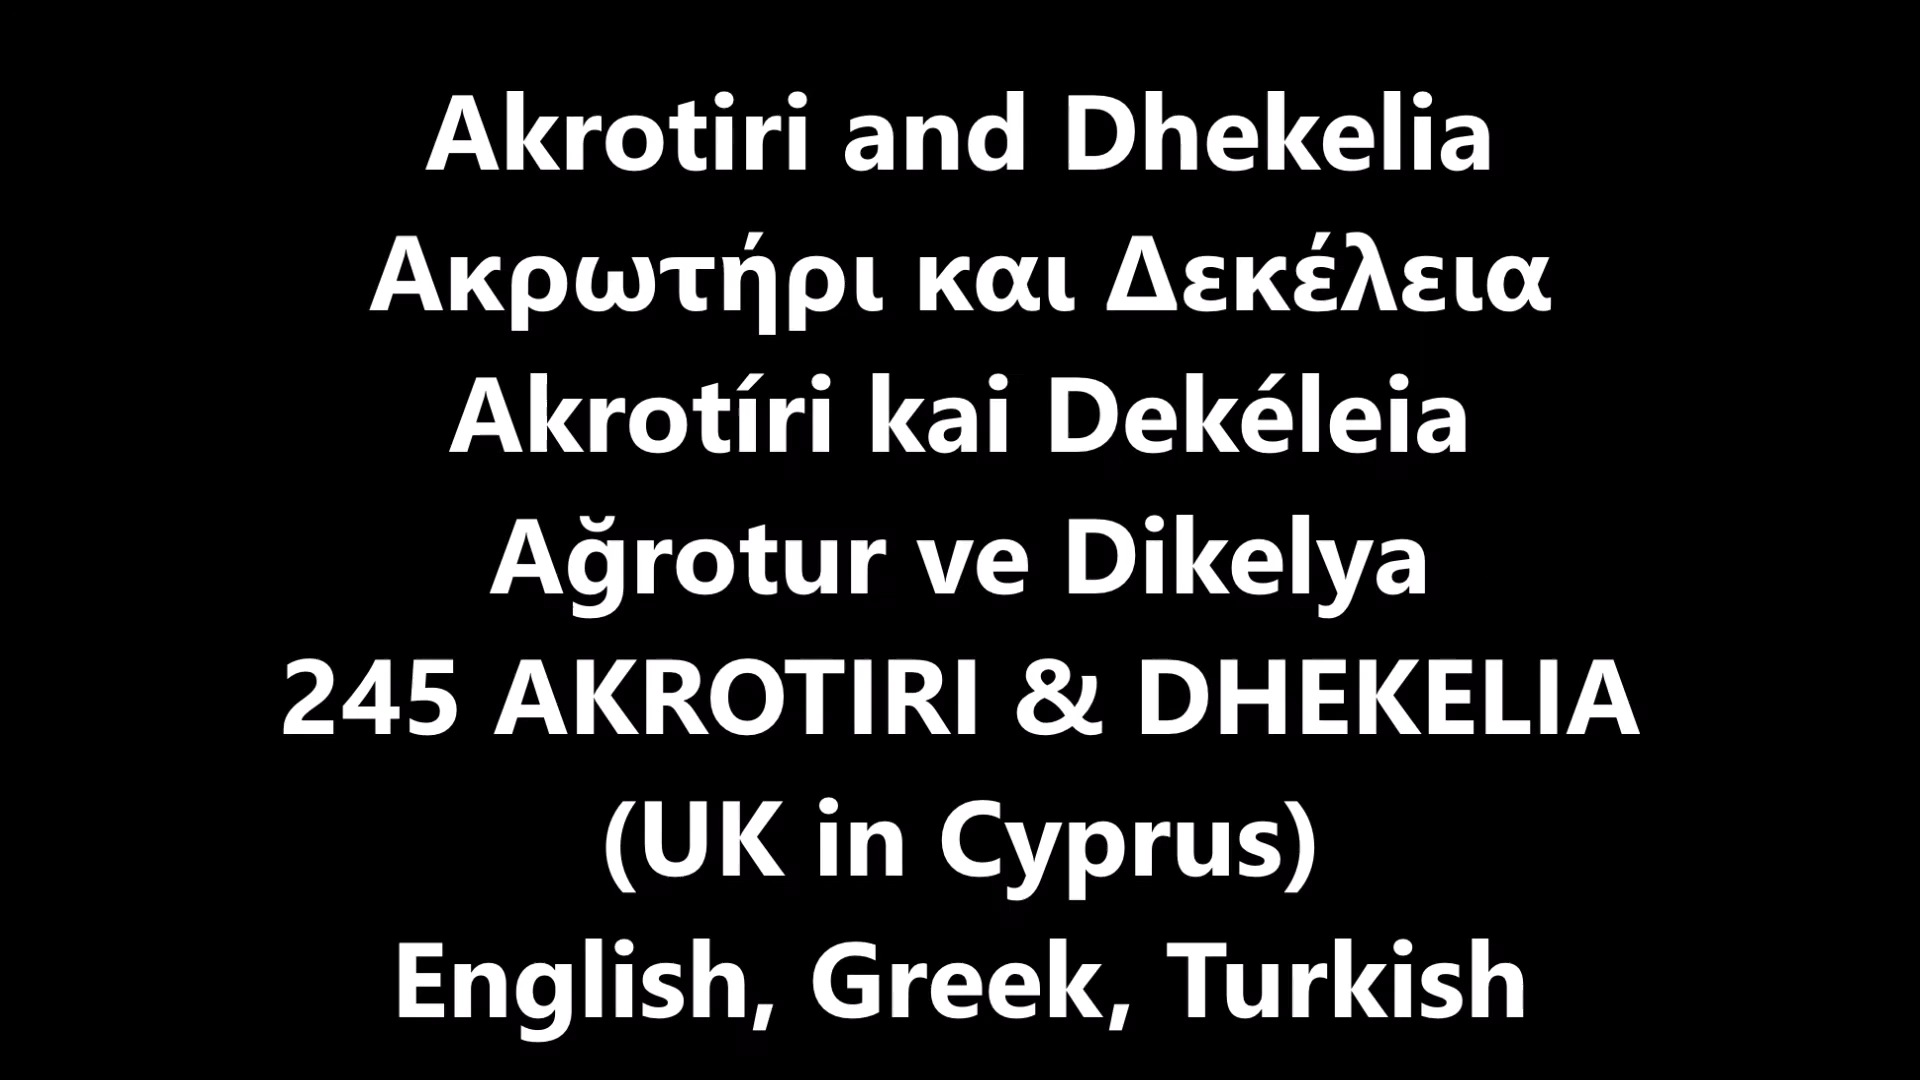 Akrotiri and Dhekelia
Ακρωτήρι και Δεκέλεια
Akrotíri kai Dekéleia
Ağrotur ve Dikelya
245 AKROTIRI & DHEKELIA
(UK in Cyprus)
English, Greek, Turkish